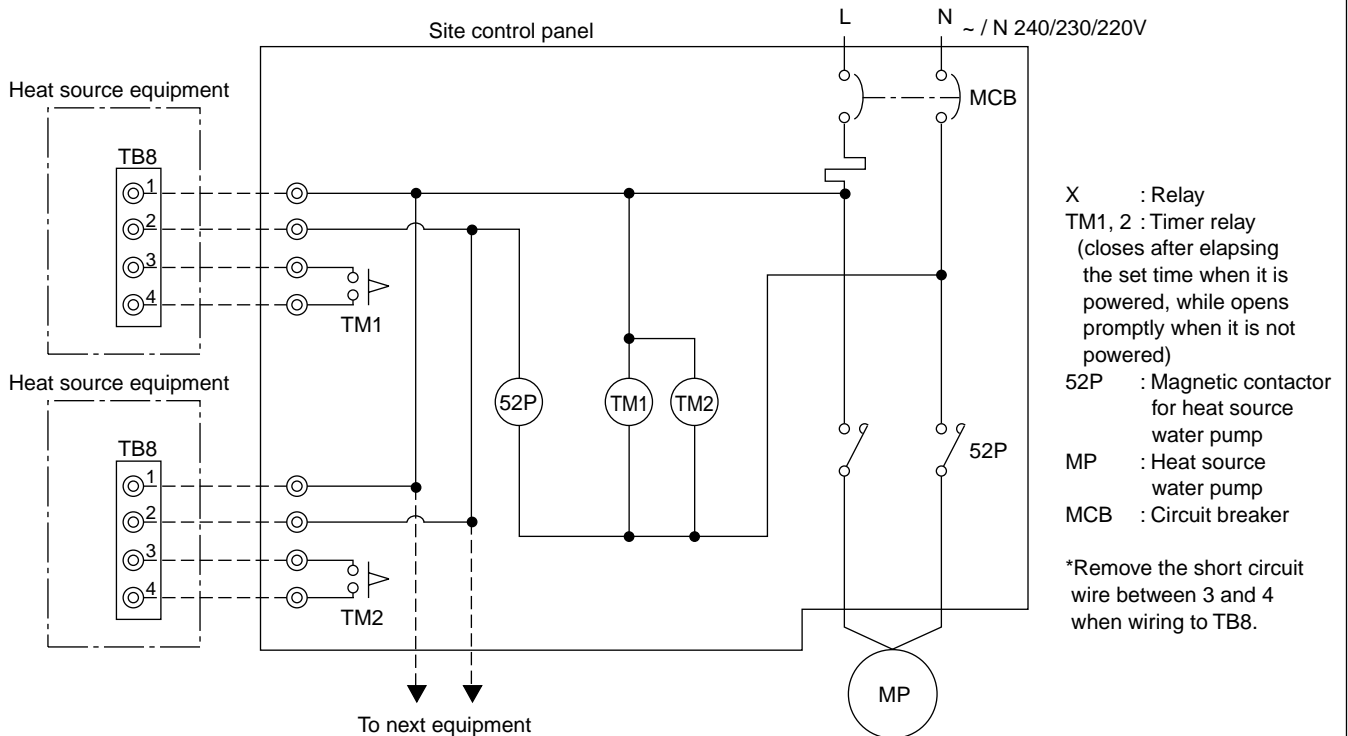 L
N
~ / N 240/230/220V
Site control panel
Heat source equipment
MCB
TB8
1
2
3
4
TM1
X : Relay
TM1, 2 : Timer relay
(closes after elapsing
the set time when it is
powered, while opens
promptly when it is not
powered)
52P : Magnetic contactor
for heat source
water pump
MP : Heat source
water pump
MCB : Circuit breaker
*Remove the short circuit
wire between 3 and 4
when wiring to TB8.
Heat source equipment
52P
TM1
TM2
52P
TB8
1
2
3
4
TM2
MP
To next equipment